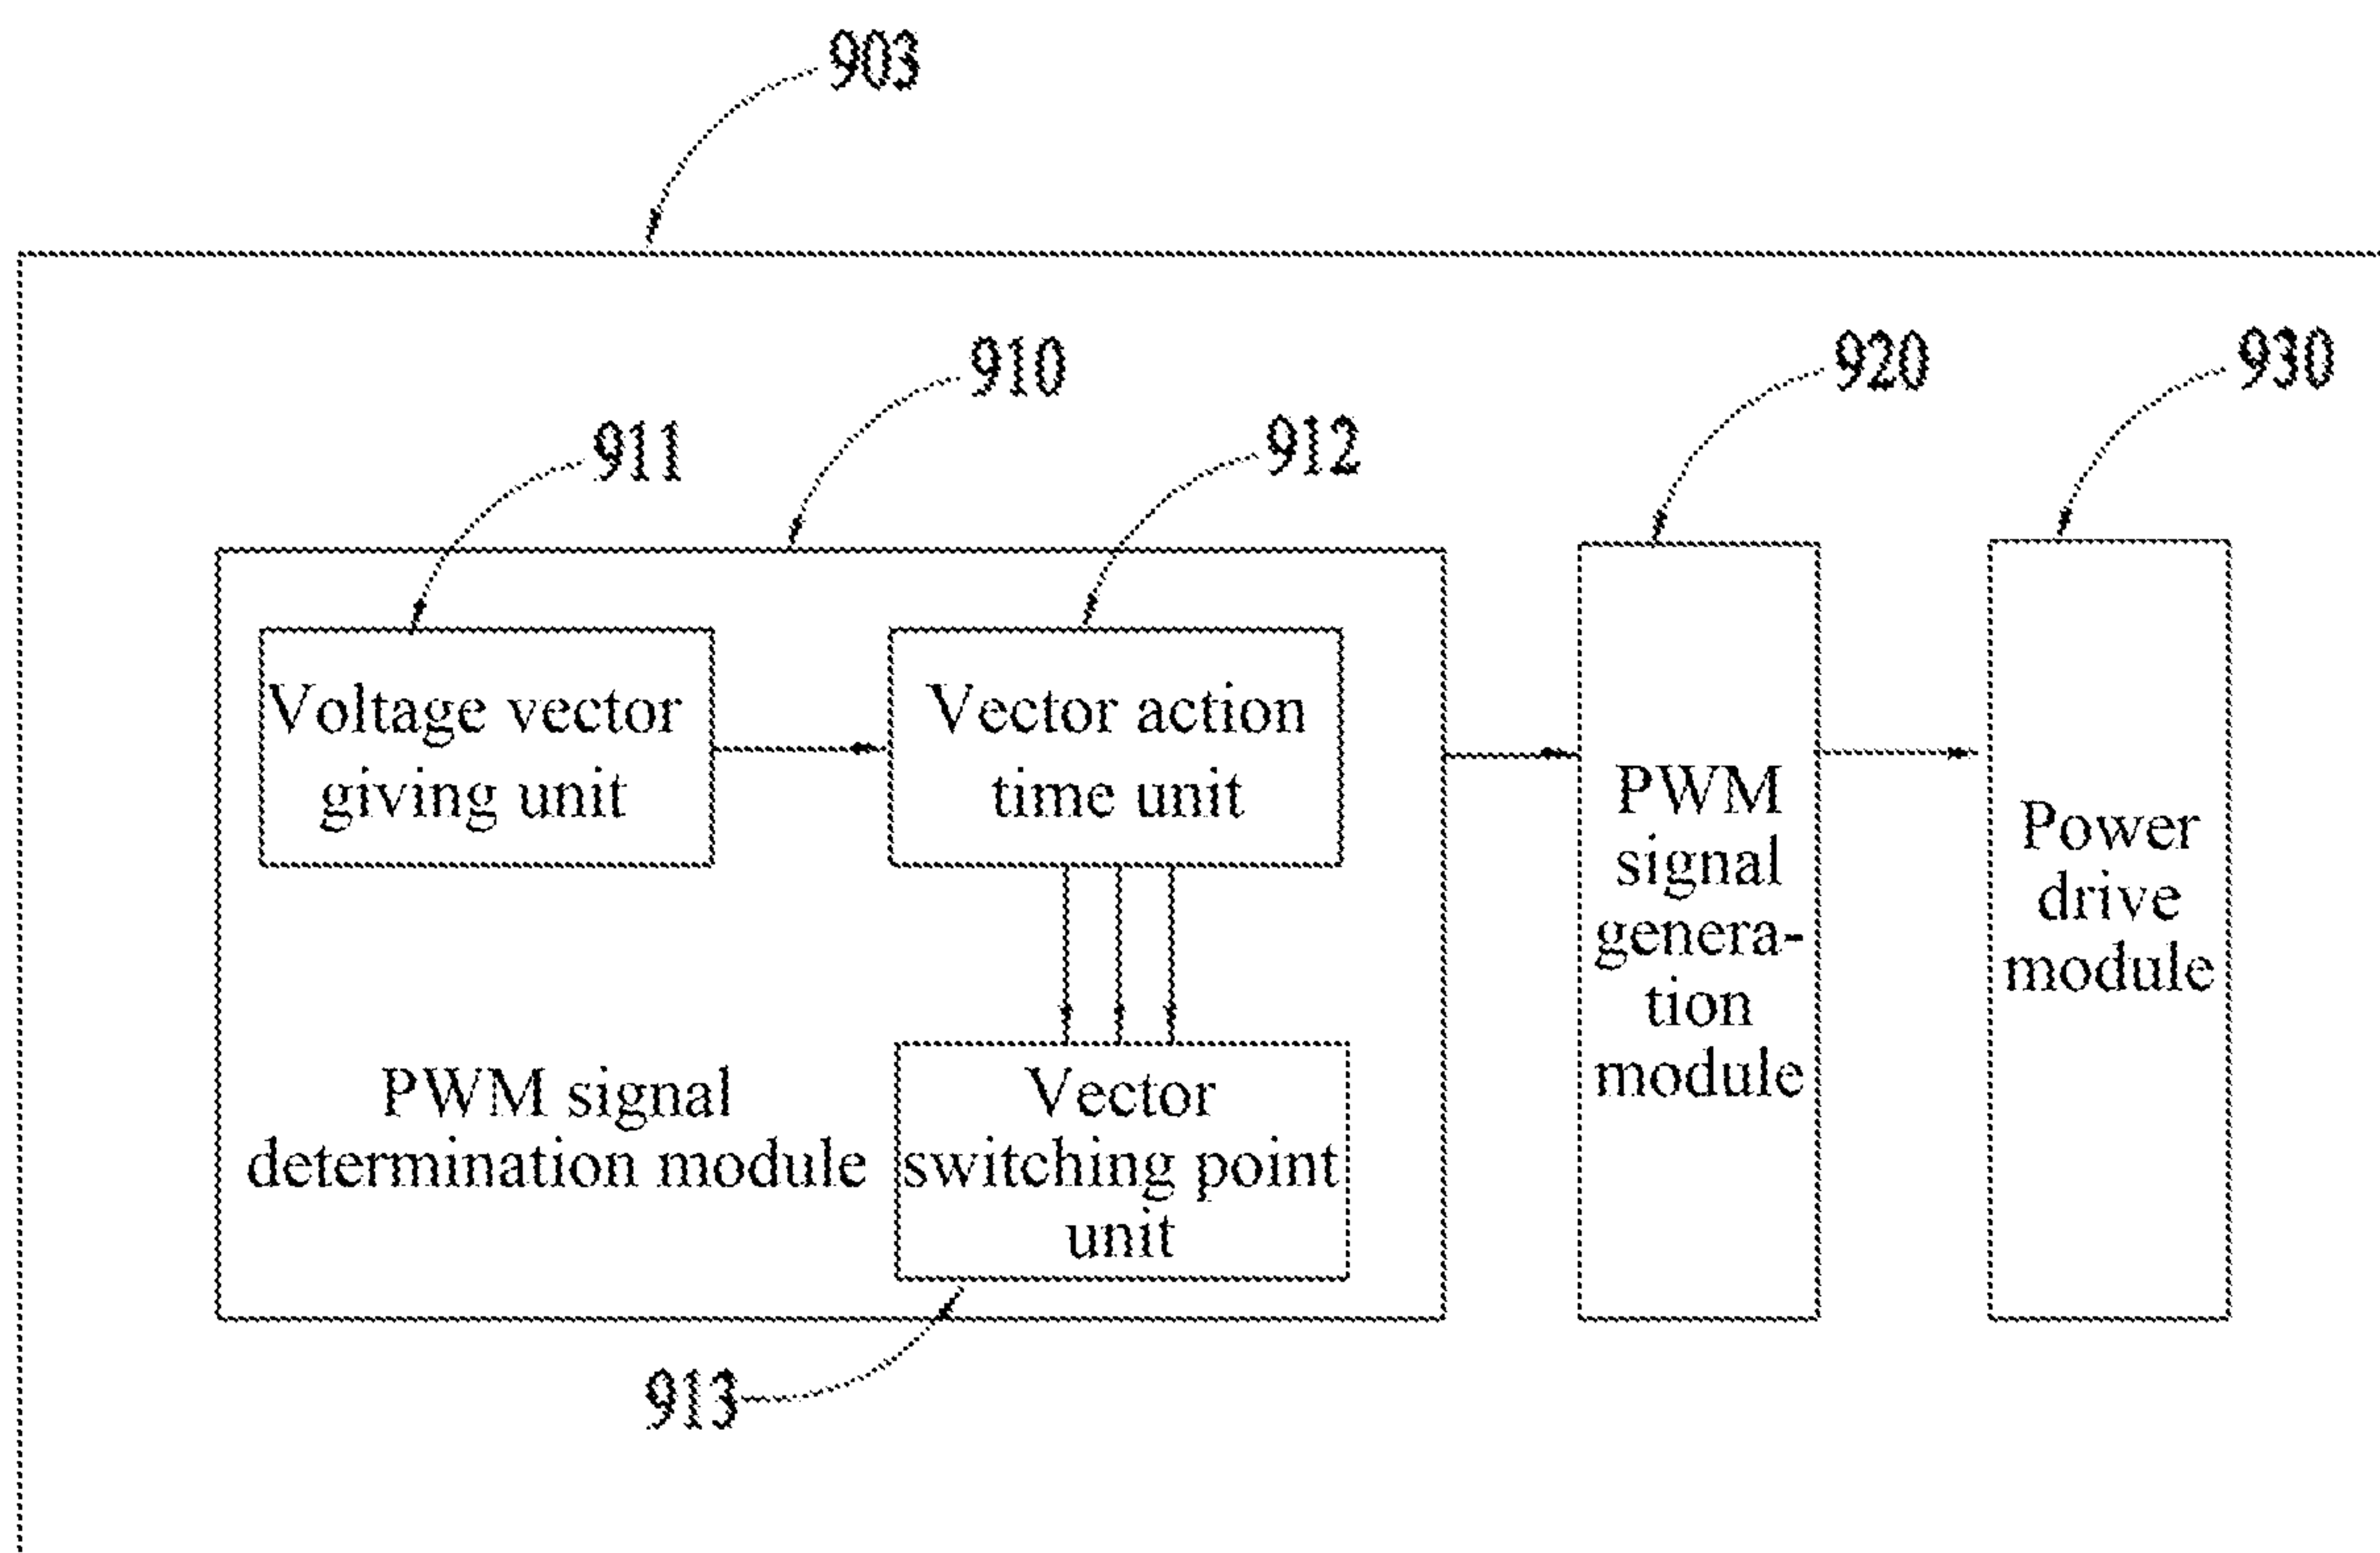 903
910
920
930
911
912
Voltage vector
giving unit
Vector action
time unit
PWM
signal
genera-
tion
module
Power
drive
module
PWM signal
determination module
Vector
switching point
unit
913